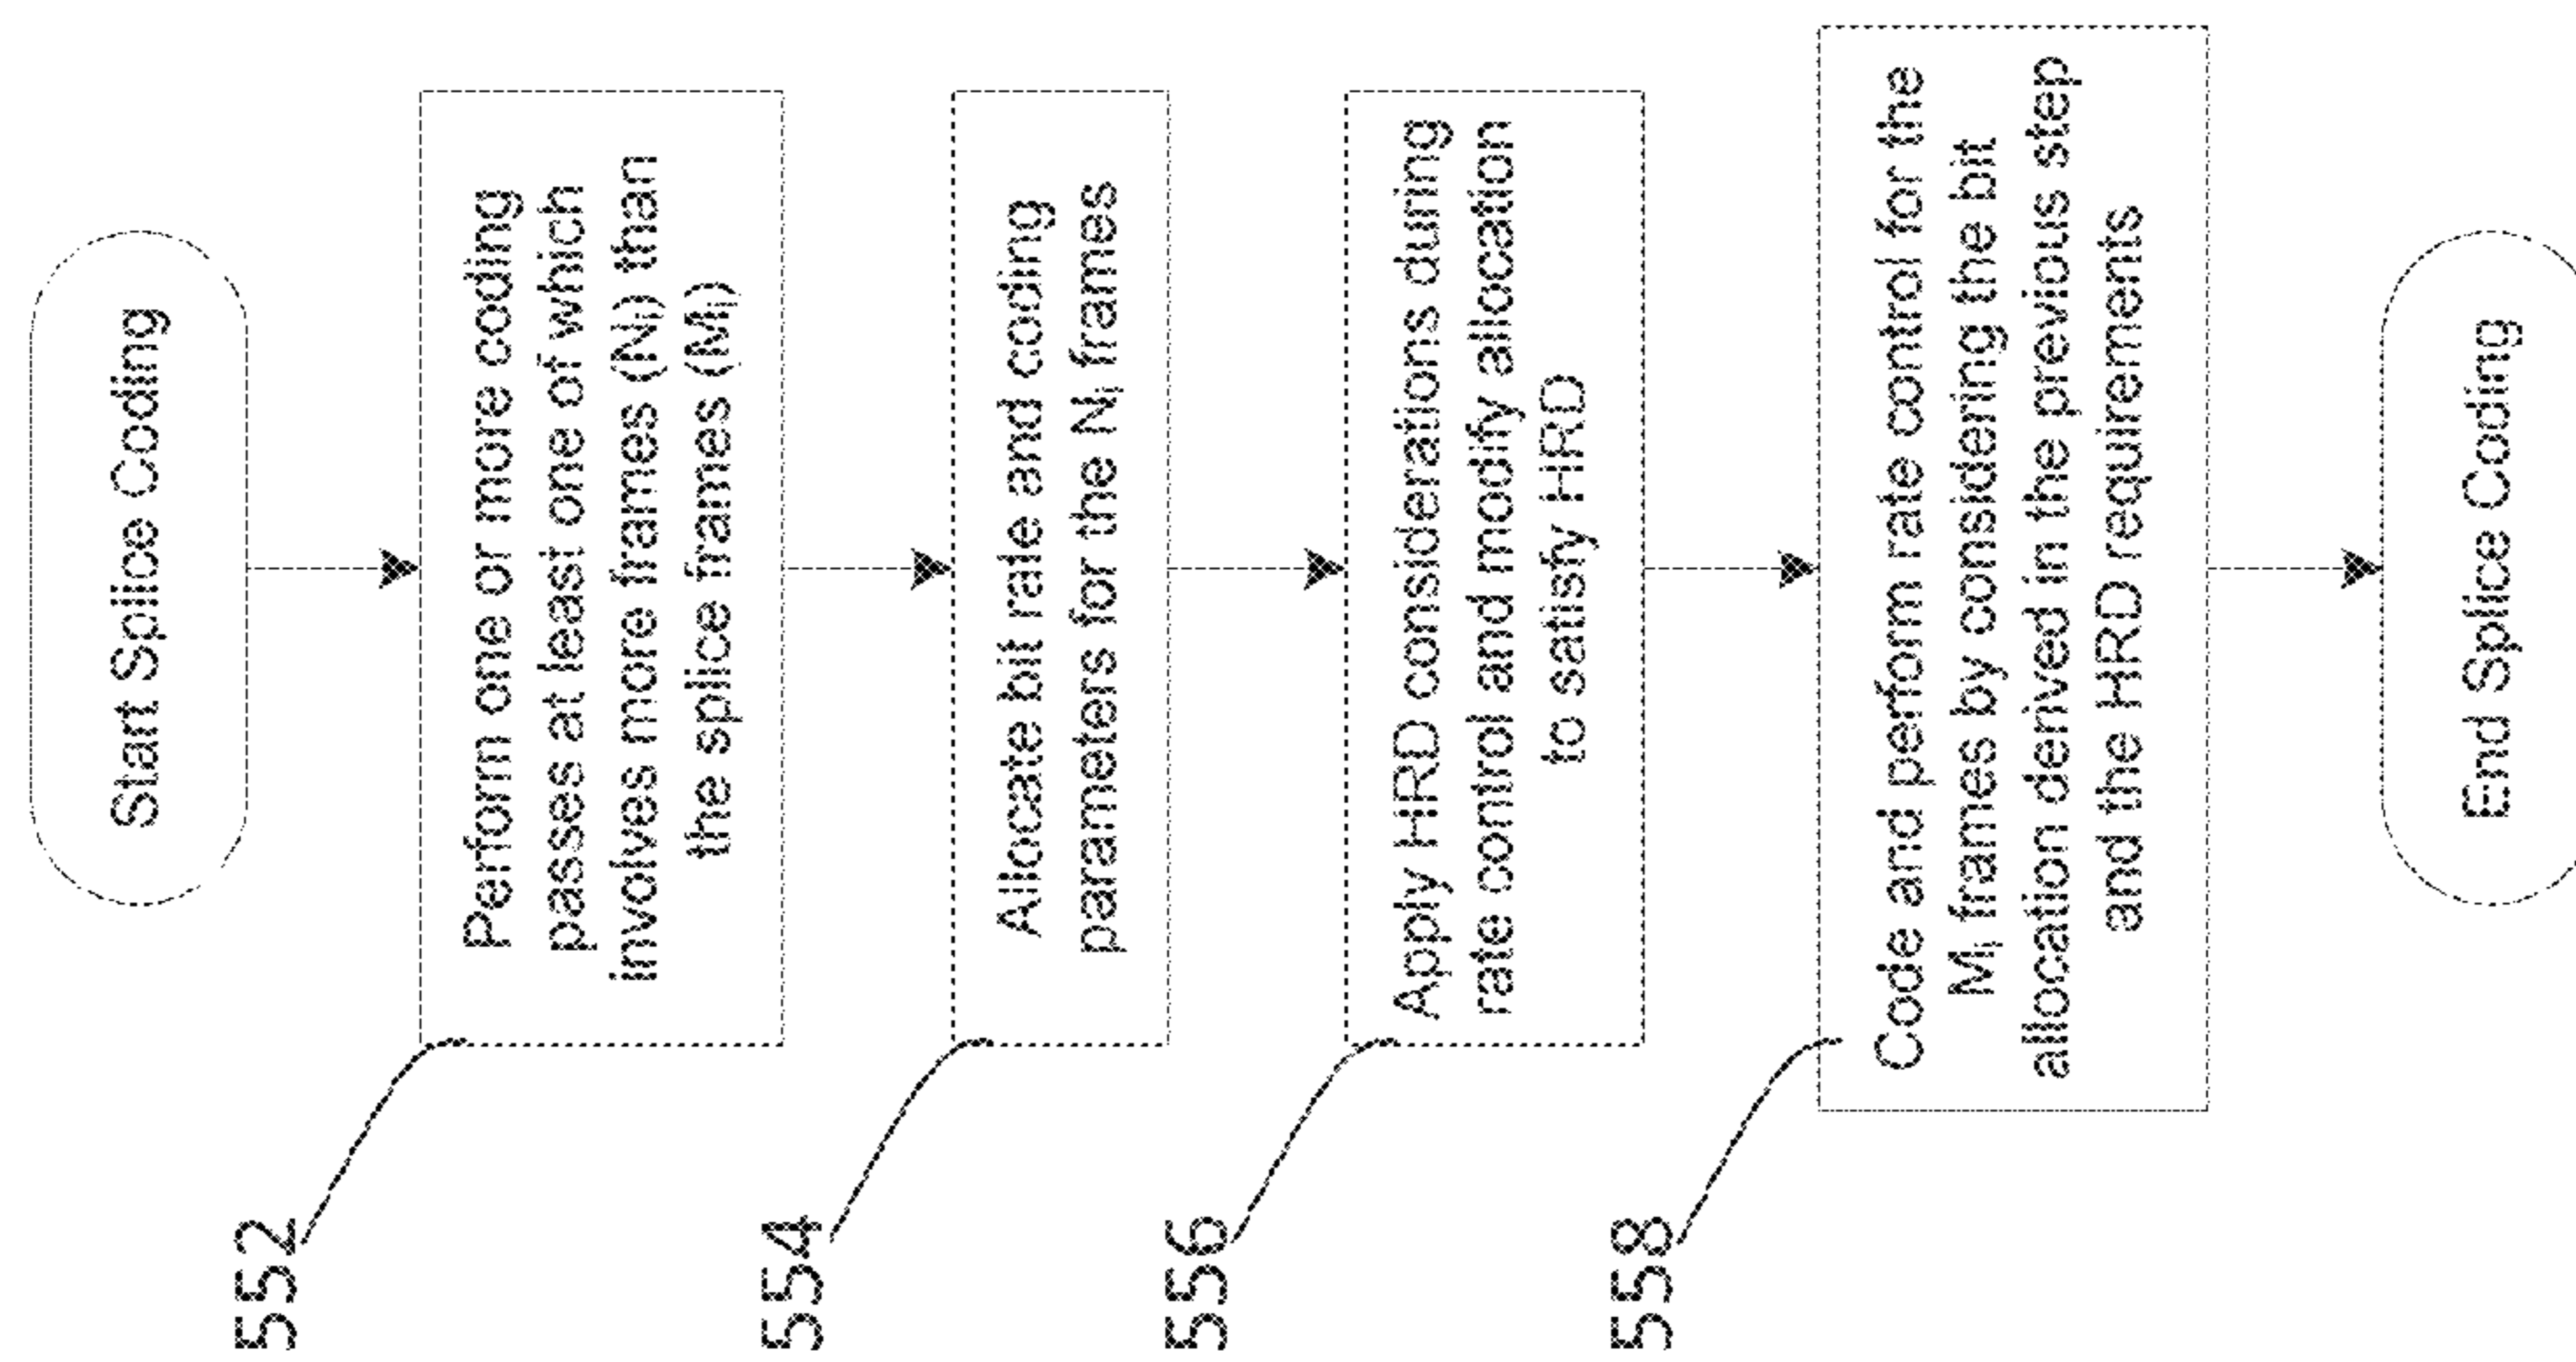 Start Splice Coding
552
Perform one or more coding
passes at least one of which
involves more frames (Nᵢ) than
the splice frames (Mᵢ)
554
Allocate bit rate and coding
parameters for the Nᵢ frames
556
Apply HRD considerations during
rate control and modify allocation
to satisfy HRD
558
Code and perform rate control for the
Mᵢ frames by considering the bit
allocation derived in the previous step
and the HRD requirements
End Splice Coding